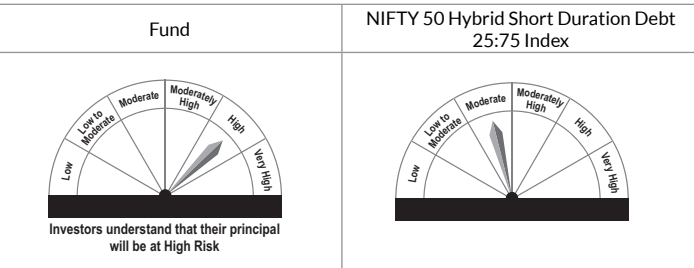 Fund
NIFTY 50 Hybrid Short Duration Debt
25:75 Index
Low
Low to
Moderate
Moderate
Moderately
High
High
Very High
Investors understand that their principal
will be at High Risk
Low
Low to
Moderate
Moderate
Moderately
High
High
Very High